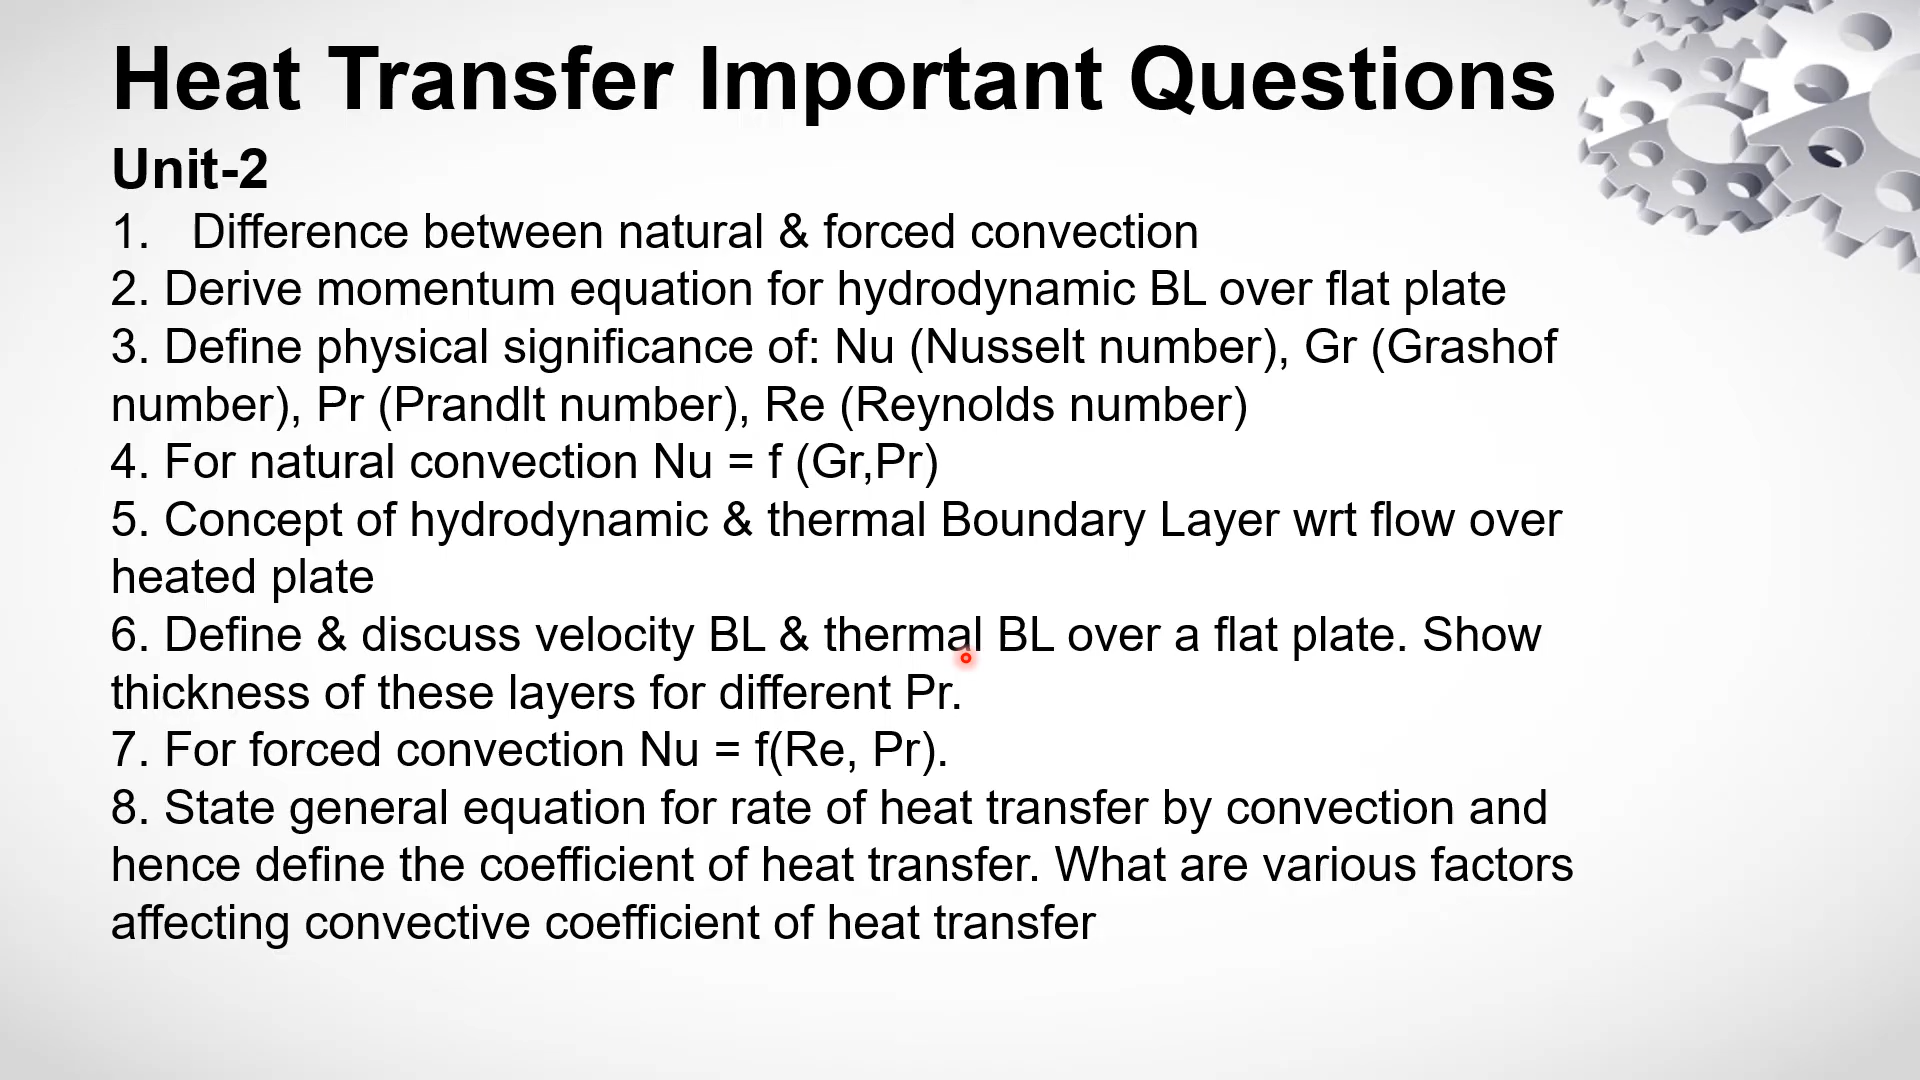 Heat Transfer Important Questions
Unit-2
1. Difference between natural & forced convection
2. Derive momentum equation for hydrodynamic BL over flat plate
3. Define physical significance of: Nu (Nusselt number), Gr (Grashof
number), Pr (Prandlt number), Re (Reynolds number)
4. For natural convection Nu = f (Gr,Pr)
5. Concept of hydrodynamic & thermal Boundary Layer wrt flow over
heated plate
6. Define & discuss velocity BL & thermal BL over a flat plate. Show
thickness of these layers for different Pr.
7. For forced convection Nu = f(Re, Pr).
8. State general equation for rate of heat transfer by convection and
hence define the coefficient of heat transfer. What are various factors
affecting convective coefficient of heat transfer